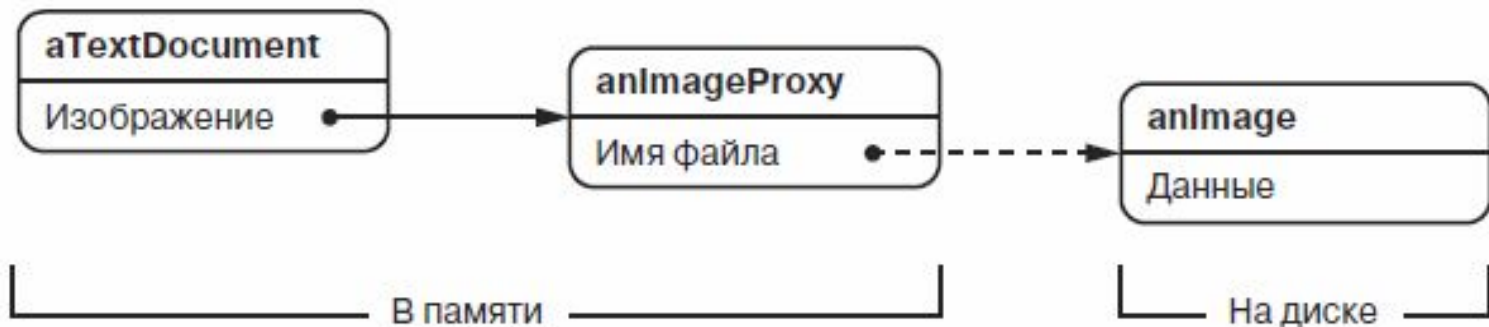 aTextDocument
Изображение
anImageProxy
Имя файла
anImage
Данные
В памяти
На диске